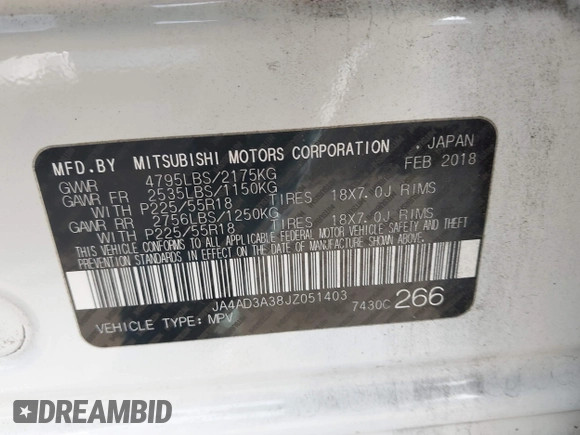 MFD.BY MITSUBISHI MOTORS CORPORATION, JAPAN
GVWR 4795LBS/2175KG FEB 2018
GAWR FR 2535LBS/1150KG
WITH P225/55R18 TIRES 18X7.0J RIMS
GAWR RR 2756LBS/1250KG
WITH P225/55R18 TIRES 18X7.0J RIMS
THIS VEHICLE CONFORMS TO ALL APPLICABLE FEDERAL MOTOR VEHICLE SAFETY, BUMPER AND THEFT
PREVENTION STANDARDS IN EFFECT ON THE DATE OF MANUFACTURE SHOWN ABOVE.
JA4AD3A38JZ051403 7430C 266
VEHICLE TYPE: MPV
DREAMBID